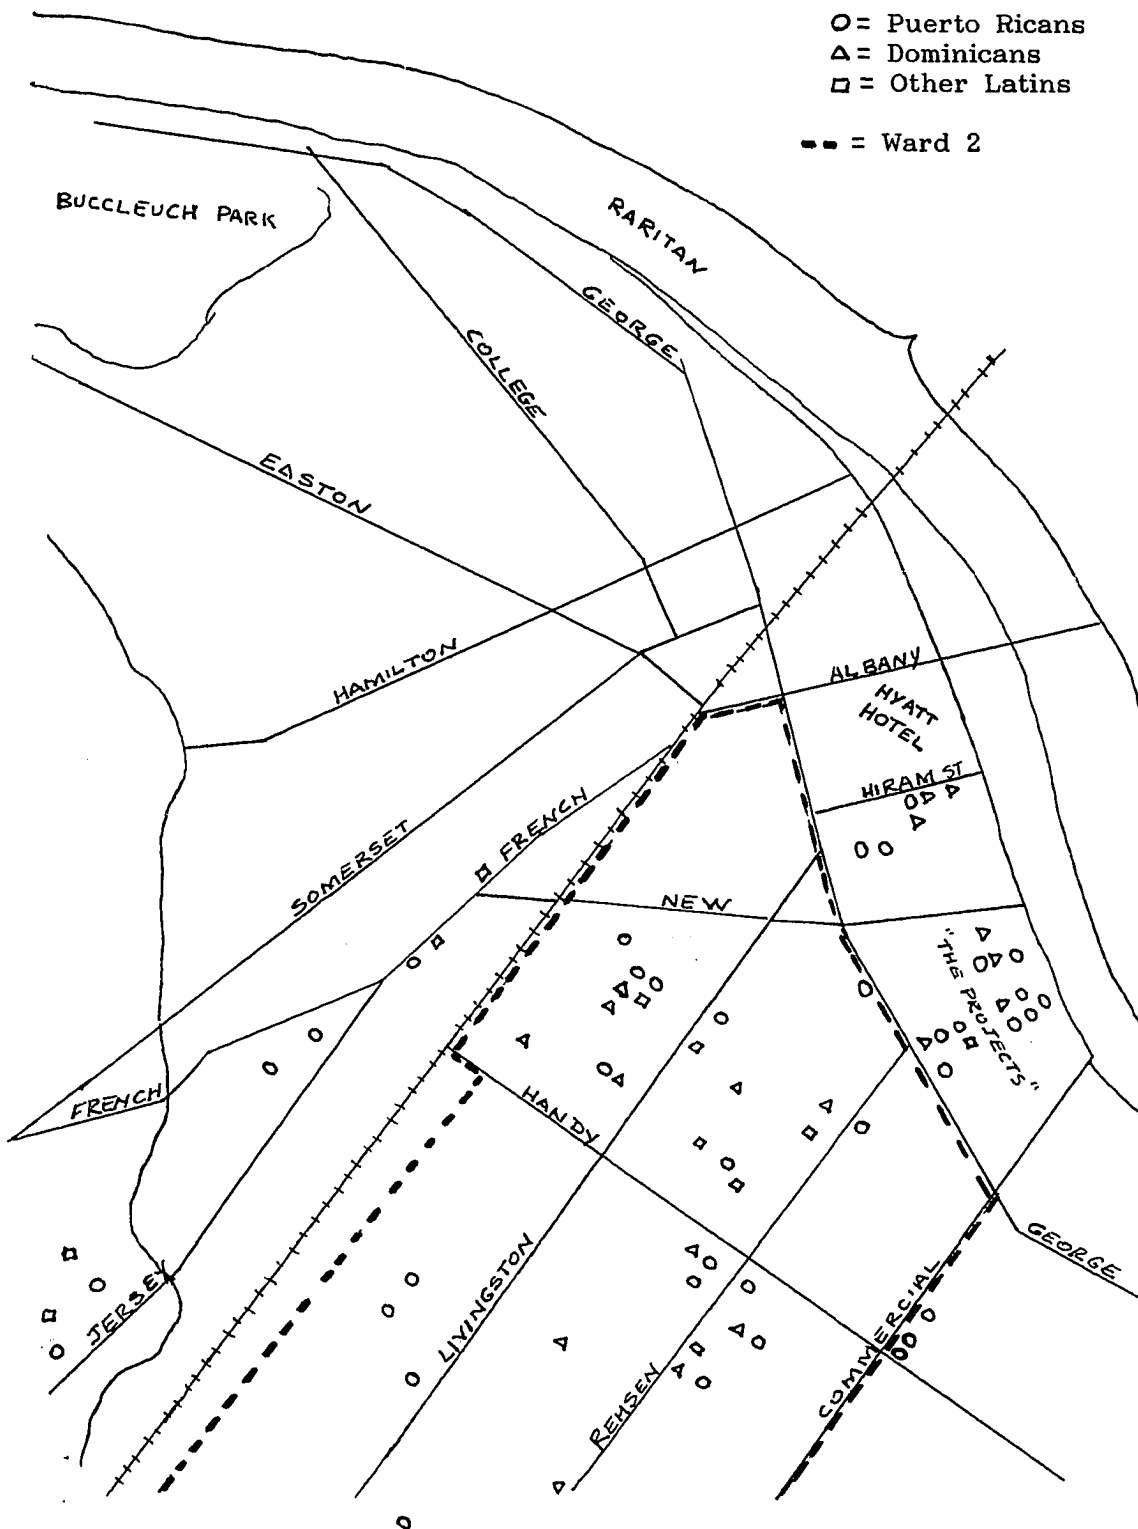 O = Puerto Ricans
Δ = Dominicans
□ = Other Latins
-- = Ward 2
BUCCLEUCH PARK
RARITAN
GEORGE
COLLEGE
EASTON
HAMILTON
ALBANY
HYATT
HOTEL
HIRAM ST
FRENCH
SOMERSET
NEW
"THE PROJECTS"
FRENCH
HANDY
JERSEY
LIVINGSTON
GEORGE
COMMERCIAL
REMSEN